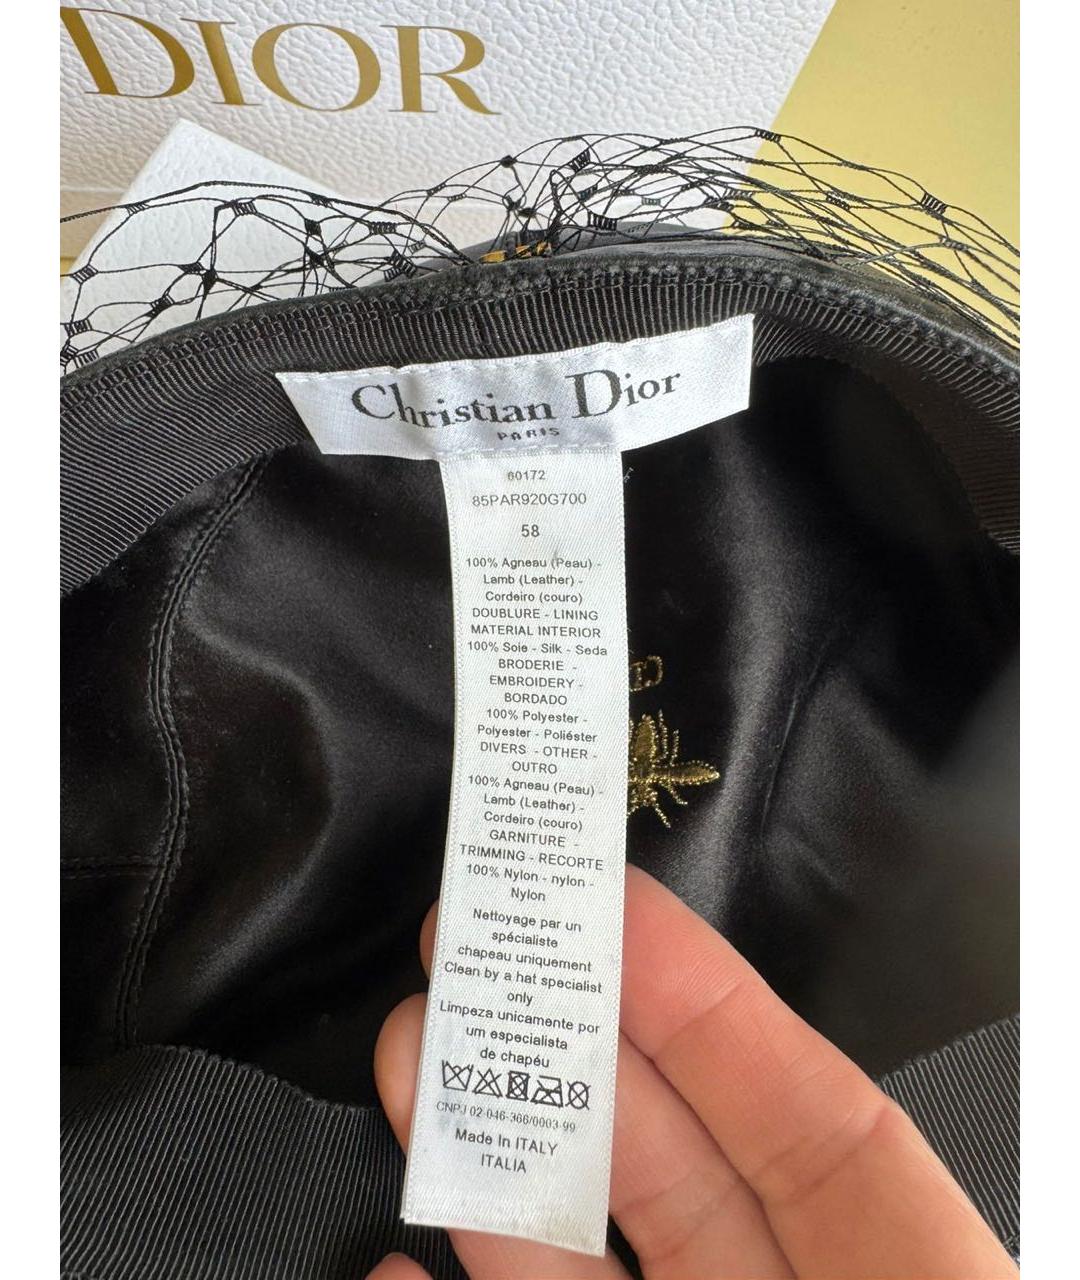 DIOR
Christian Dior
PARIS
60172
85PAR920G700
58
100% Agneau (Peau) -
Lamb (Leather) -
Cordeiro (couro)
DOUBLURE - LINING
MATERIAL INTERIOR
100% Soie - Silk - Seda
BRODERIE -
EMBROIDERY -
BORDADO
100% Polyester -
Polyester - Poliéster
DIVERS - OTHER -
OUTRO
100% Agneau (Peau) -
Lamb (Leather) -
Cordeiro (couro)
GARNITURE -
TRIMMING - RECORTE
100% Nylon - nylon -
Nylon
Nettoyage par un
spécialiste
chapeau uniquement
Clean by a hat specialist
only
Limpeza unicamente por
um especialista
de chapéu
CNPJ 02-046-366/0003-99
Made In ITALY
ITALIA